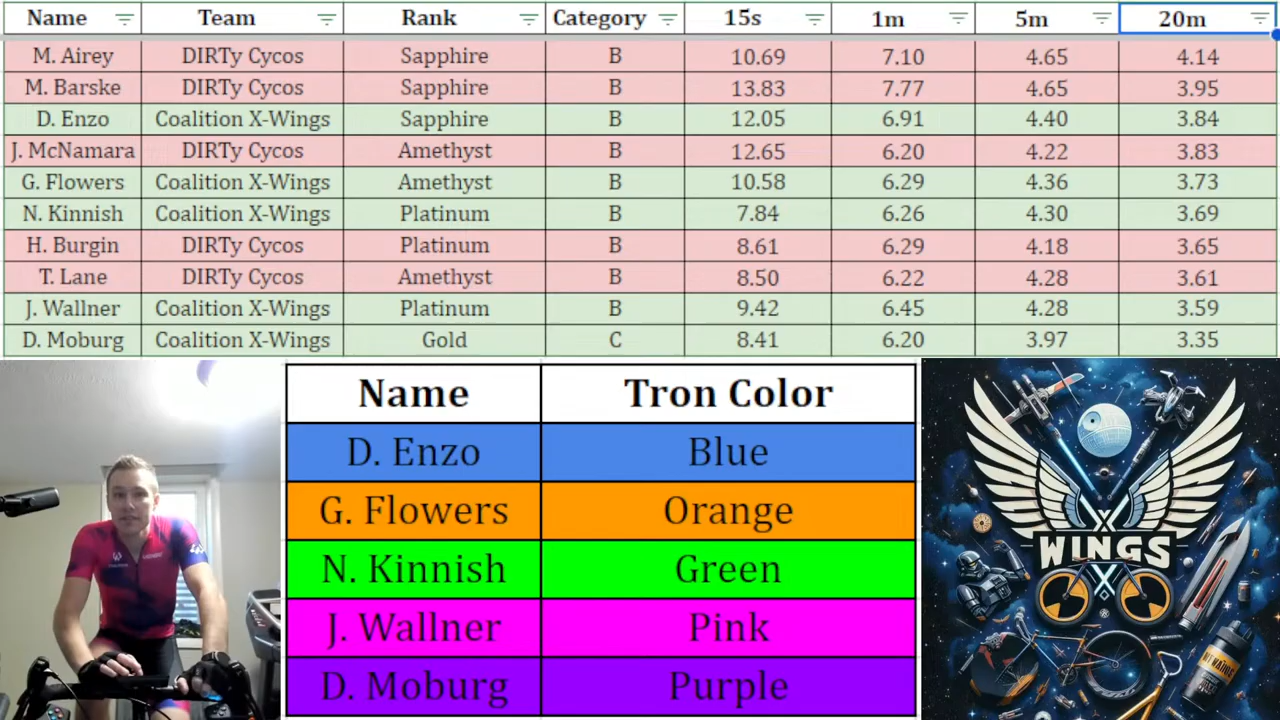 Name Team Rank Category 15s 1m 5m 20m
M. Airey DIRTy Cycos Sapphire B 10.69 7.10 4.65 4.14
M. Barske DIRTy Cycos Sapphire B 13.83 7.77 4.65 3.95
D. Enzo Coalition X-Wings Sapphire B 12.05 6.91 4.40 3.84
J. McNamara DIRTy Cycos Amethyst B 12.65 6.20 4.22 3.83
G. Flowers Coalition X-Wings Amethyst B 10.58 6.29 4.36 3.73
N. Kinnish Coalition X-Wings Platinum B 7.84 6.26 4.30 3.69
H. Burgin DIRTy Cycos Platinum B 8.61 6.29 4.18 3.65
T. Lane DIRTy Cycos Amethyst B 8.50 6.22 4.28 3.61
J. Wallner Coalition X-Wings Platinum B 9.42 6.45 4.28 3.59
D. Moburg Coalition X-Wings Gold C 8.41 6.20 3.97 3.35
Name Tron Color
D. Enzo Blue
G. Flowers Orange
N. Kinnish Green
J. Wallner Pink
D. Moburg Purple
X
WINGS
X